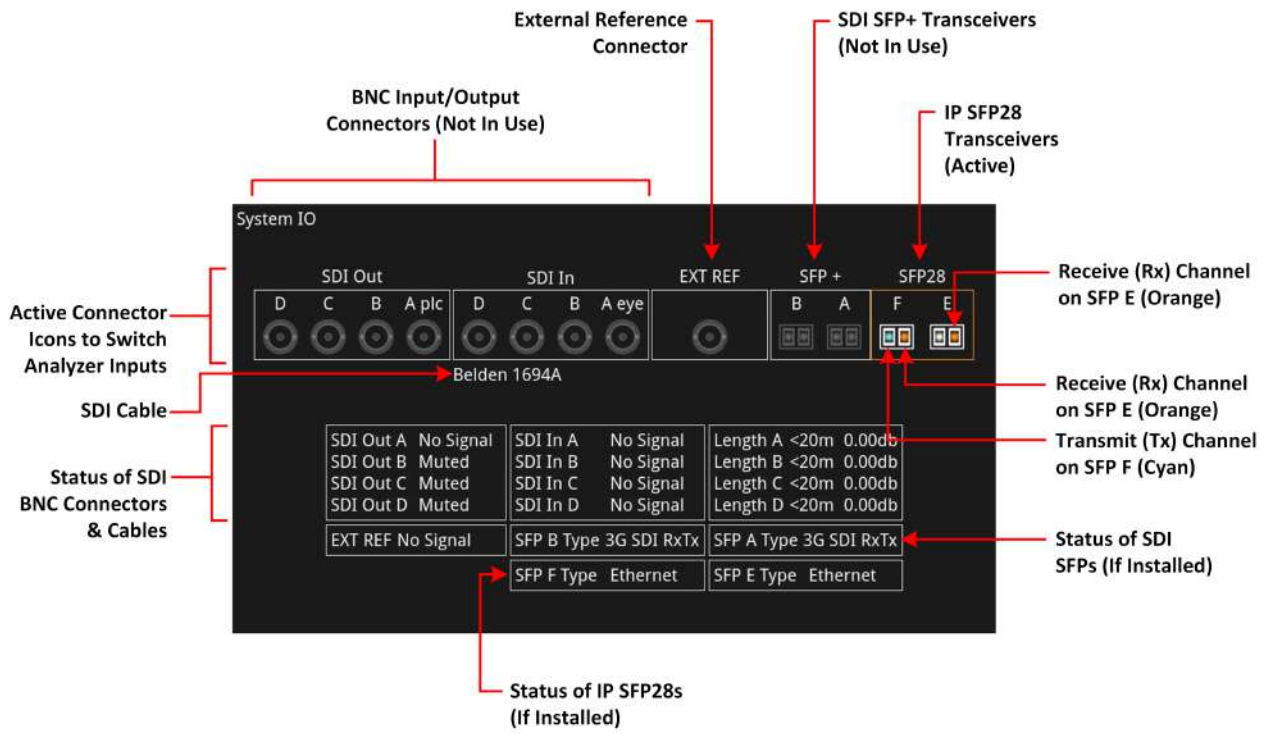 External Reference
Connector
SDI SFP+ Transceivers
(Not In Use)
BNC Input/Output
Connectors (Not In Use)
IP SFP28
Transceivers
(Active)
System IO
SDI Out
SDI In
EXT REF
SFP +
SFP28
D C B A plc
D C B A eye
B A
F E
Belden 1694A
Active Connector
Icons to Switch
Analyzer Inputs
SDI Cable
Status of SDI
BNC Connectors
& Cables
Receive (Rx) Channel
on SFP E (Orange)
Receive (Rx) Channel
on SFP E (Orange)
Transmit (Tx) Channel
on SFP F (Cyan)
SDI Out A No Signal
SDI Out B Muted
SDI Out C Muted
SDI Out D Muted
SDI In A No Signal
SDI In B No Signal
SDI In C No Signal
SDI In D No Signal
Length A <20m 0.00db
Length B <20m 0.00db
Length C <20m 0.00db
Length D <20m 0.00db
EXT REF No Signal
SFP B Type 3G SDI RxTx
SFP A Type 3G SDI RxTx
SFP F Type Ethernet
SFP E Type Ethernet
Status of SDI
SFPs (If Installed)
Status of IP SFP28s
(If Installed)